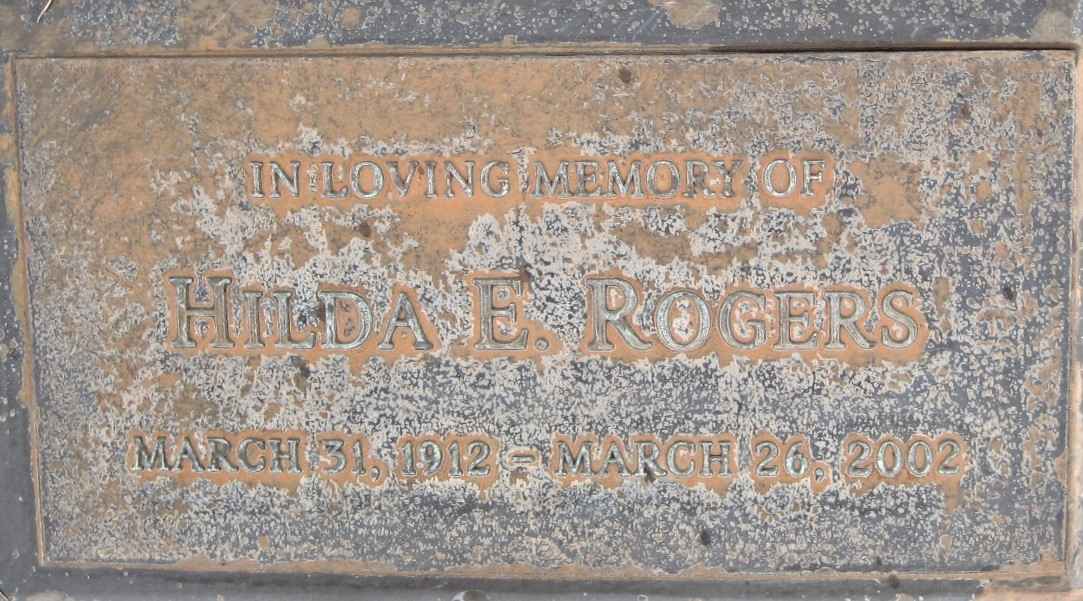 IN LOVING MEMORY OF
HILDA E. ROGERS
MARCH 31, 1912 - MARCH 26, 2002